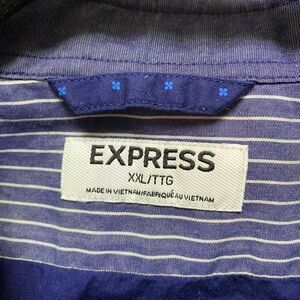 EXPRESS
XXL/TTG
MADE IN VIETNAM/FABRIQUÉ AU VIETNAM